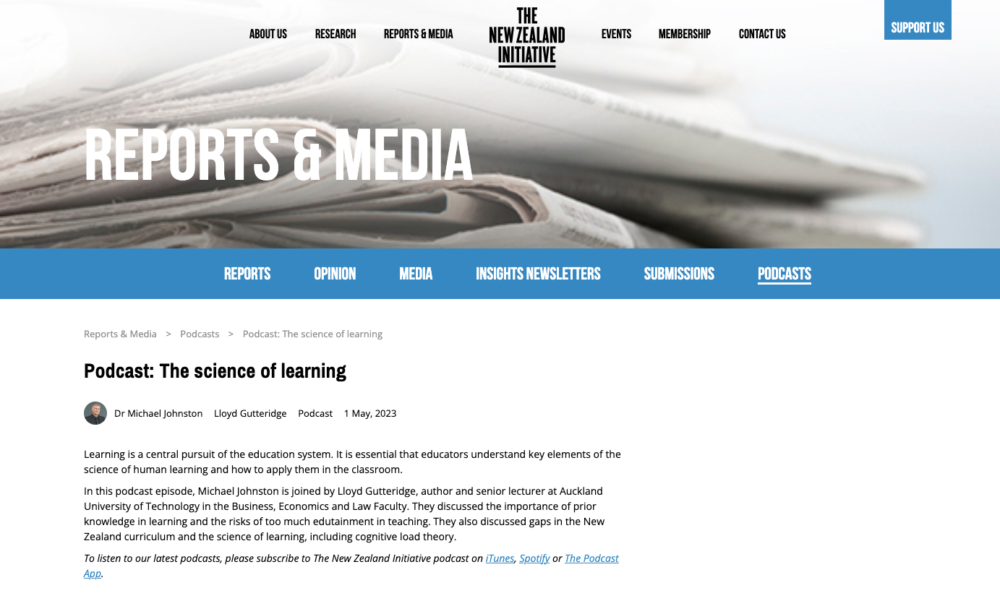 ABOUT US
RESEARCH
REPORTS & MEDIA
THE
NEW ZEALAND
INITIATIVE
EVENTS
MEMBERSHIP
CONTACT US
SUPPORT US
REPORTS & MEDIA
REPORTS
OPINION
MEDIA
INSIGHTS NEWSLETTERS
SUBMISSIONS
PODCASTS
Reports & Media > Podcasts > Podcast: The science of learning
Podcast: The science of learning
Dr Michael Johnston Lloyd Gutteridge Podcast 1 May, 2023
Learning is a central pursuit of the education system. It is essential that educators understand key elements of the
science of human learning and how to apply them in the classroom.
In this podcast episode, Michael Johnston is joined by Lloyd Gutteridge, author and senior lecturer at Auckland
University of Technology in the Business, Economics and Law Faculty. They discussed the importance of prior
knowledge in learning and the risks of too much edutainment in teaching. They also discussed gaps in the New
Zealand curriculum and the science of learning, including cognitive load theory.
To listen to our latest podcasts, please subscribe to The New Zealand Initiative podcast on iTunes, Spotify or The Podcast
App.